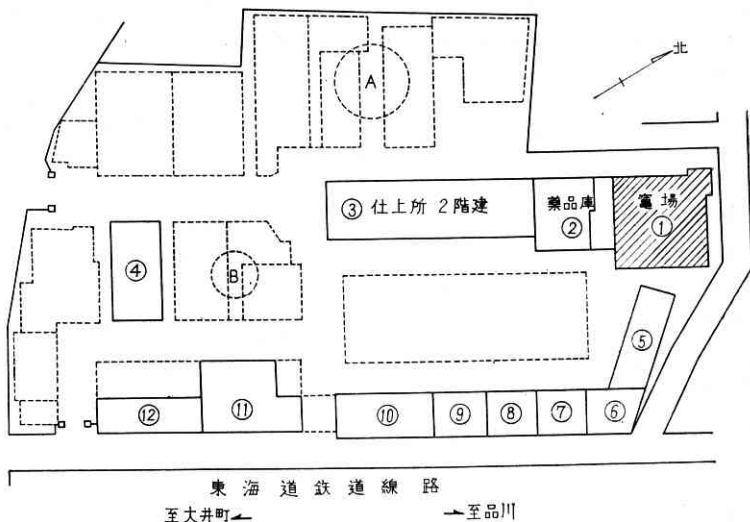 A
北
③ 仕上所 2階建
薬品庫
②
竃場
①
④
B
⑤
⑫
⑪
⑩
⑨
⑧
⑦
⑥
東海道鉄道線路
至大井町←
→至品川